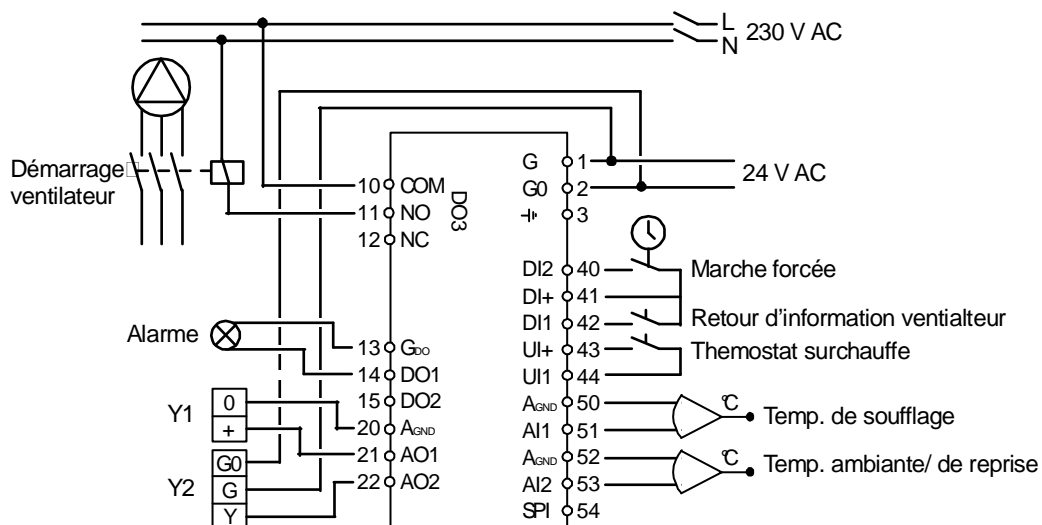 L
N
230 V AC
Démarrage
ventilateur
24 V AC
G 1
G0 2
3
10 COM
11 NO
12 NC
DO3
DI2 40 Marche forcée
DI+ 41
DI1 42 Retour d’information ventialteur
UI+ 43 Themostat surchauffe
UI1 44
Alarme
13 GDO
14 DO1
15 DO2
20 AGND
21 AO1
22 AO2
Y1
0
+
Y2
G0
G
Y
AGND 50
AI1 51
°C
Temp. de soufflage
AGND 52
AI2 53
°C
Temp. ambiante/ de reprise
SPI 54